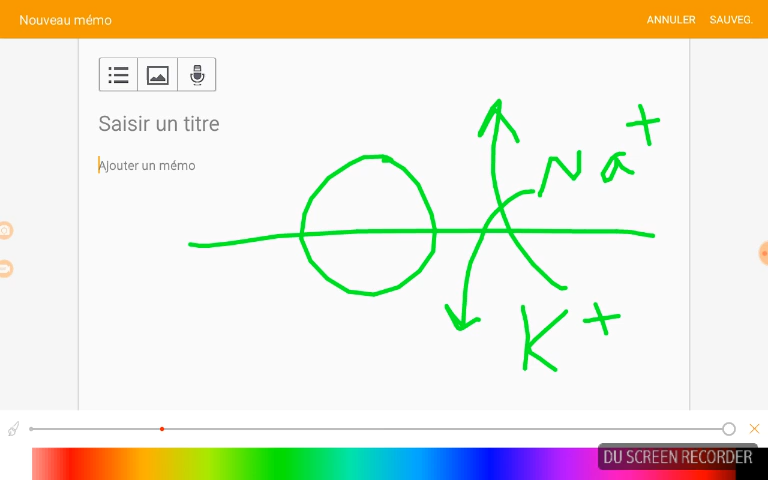 Nouveau mémo
ANNULER SAUVEG.
Saisir un titre
Ajouter un mémo
Na+
K+
DU SCREEN RECORDER